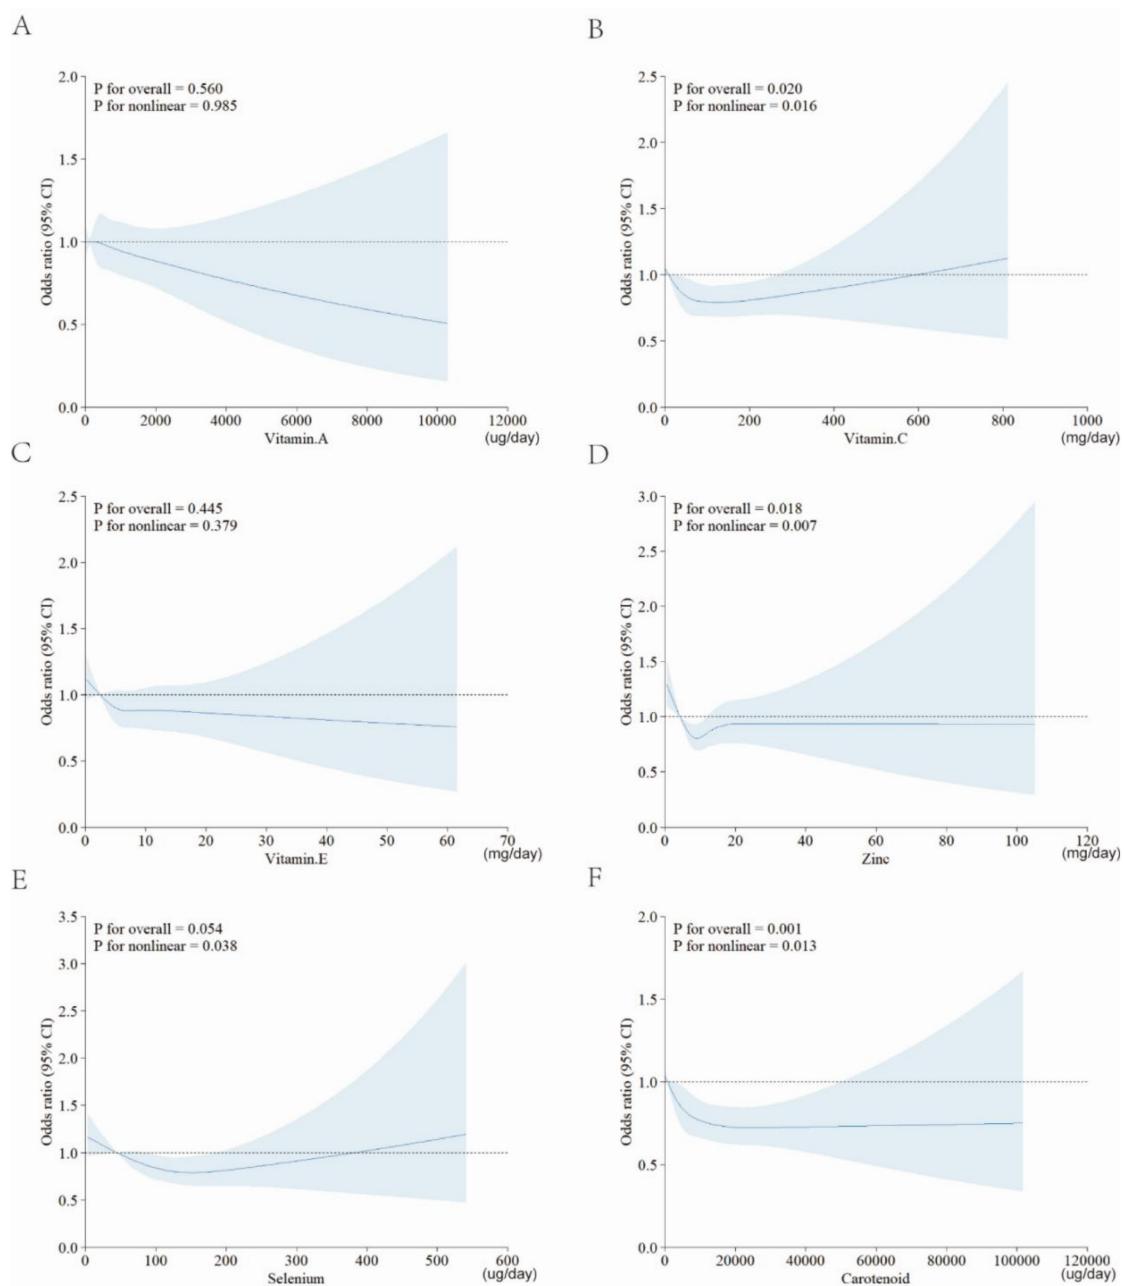 A
P for overall = 0.560
P for nonlinear = 0.985
Odds ratio (95% CI)
2.0
1.5
1.0
0.5
0.0
0 2000 4000 6000 8000 10000 12000
Vitamin.A (ug/day)
B
P for overall = 0.020
P for nonlinear = 0.016
Odds ratio (95% CI)
2.5
2.0
1.5
1.0
0.5
0.0
0 200 400 600 800 1000
Vitamin.C (mg/day)
C
P for overall = 0.445
P for nonlinear = 0.379
Odds ratio (95% CI)
2.5
2.0
1.5
1.0
0.5
0.0
0 10 20 30 40 50 60 70
Vitamin.E (mg/day)
D
P for overall = 0.018
P for nonlinear = 0.007
Odds ratio (95% CI)
3.0
2.5
2.0
1.5
1.0
0.5
0.0
0 20 40 60 80 100 120
Zinc (mg/day)
E
P for overall = 0.054
P for nonlinear = 0.038
Odds ratio (95% CI)
3.5
3.0
2.5
2.0
1.5
1.0
0.5
0.0
0 100 200 300 400 500 600
Selenium (ug/day)
F
P for overall = 0.001
P for nonlinear = 0.013
Odds ratio (95% CI)
2.0
1.5
1.0
0.5
0.0
0 20000 40000 60000 80000 100000 120000
Carotenoid (ug/day)